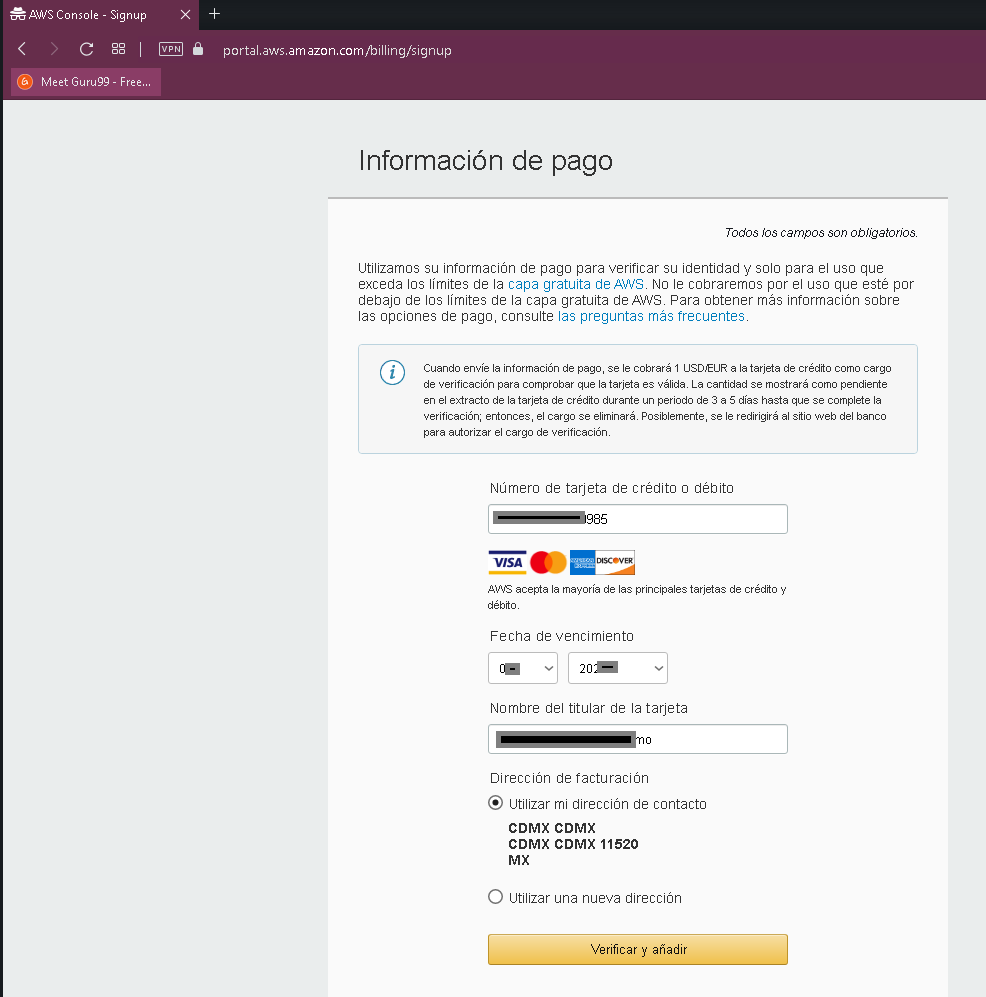 AWS Console - Signup
VPN
portal.aws.amazon.com/billing/signup
Meet Guru99 - Free...
Información de pago
Todos los campos son obligatorios.
Utilizamos su información de pago para verificar su identidad y solo para el uso que
exceda los límites de la capa gratuita de AWS. No le cobraremos por el uso que esté por
debajo de los límites de la capa gratuita de AWS. Para obtener más información sobre
las opciones de pago, consulte las preguntas más frecuentes.
Cuando envíe la información de pago, se le cobrará 1 USD/EUR a la tarjeta de crédito como cargo
de verificación para comprobar que la tarjeta es válida. La cantidad se mostrará como pendiente
en el extracto de la tarjeta de crédito durante un periodo de 3 a 5 días hasta que se complete la
verificación; entonces, el cargo se eliminará. Posiblemente, se le redirigirá al sitio web del banco
para autorizar el cargo de verificación.
Número de tarjeta de crédito o débito
985
VISA DISCOVER
AWS acepta la mayoría de las principales tarjetas de crédito y
débito.
Fecha de vencimiento
0 202
Nombre del titular de la tarjeta
mo
Dirección de facturación
Utilizar mi dirección de contacto
CDMX CDMX
CDMX CDMX 11520
MX
Utilizar una nueva dirección
Verificar y añadir